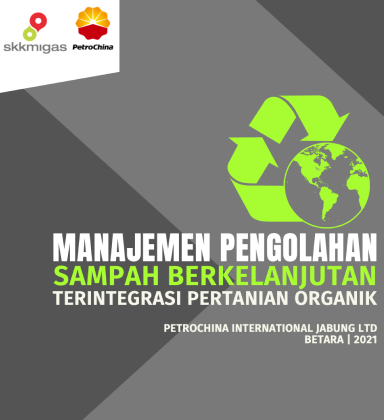 skkmigas
PetroChina
MANAJEMEN PENGOLAHAN
SAMPAH BERKELANJUTAN
TERINTEGRASI PERTANIAN ORGANIK
PETROCHINA INTERNATIONAL JABUNG LTD
BETARA | 2021